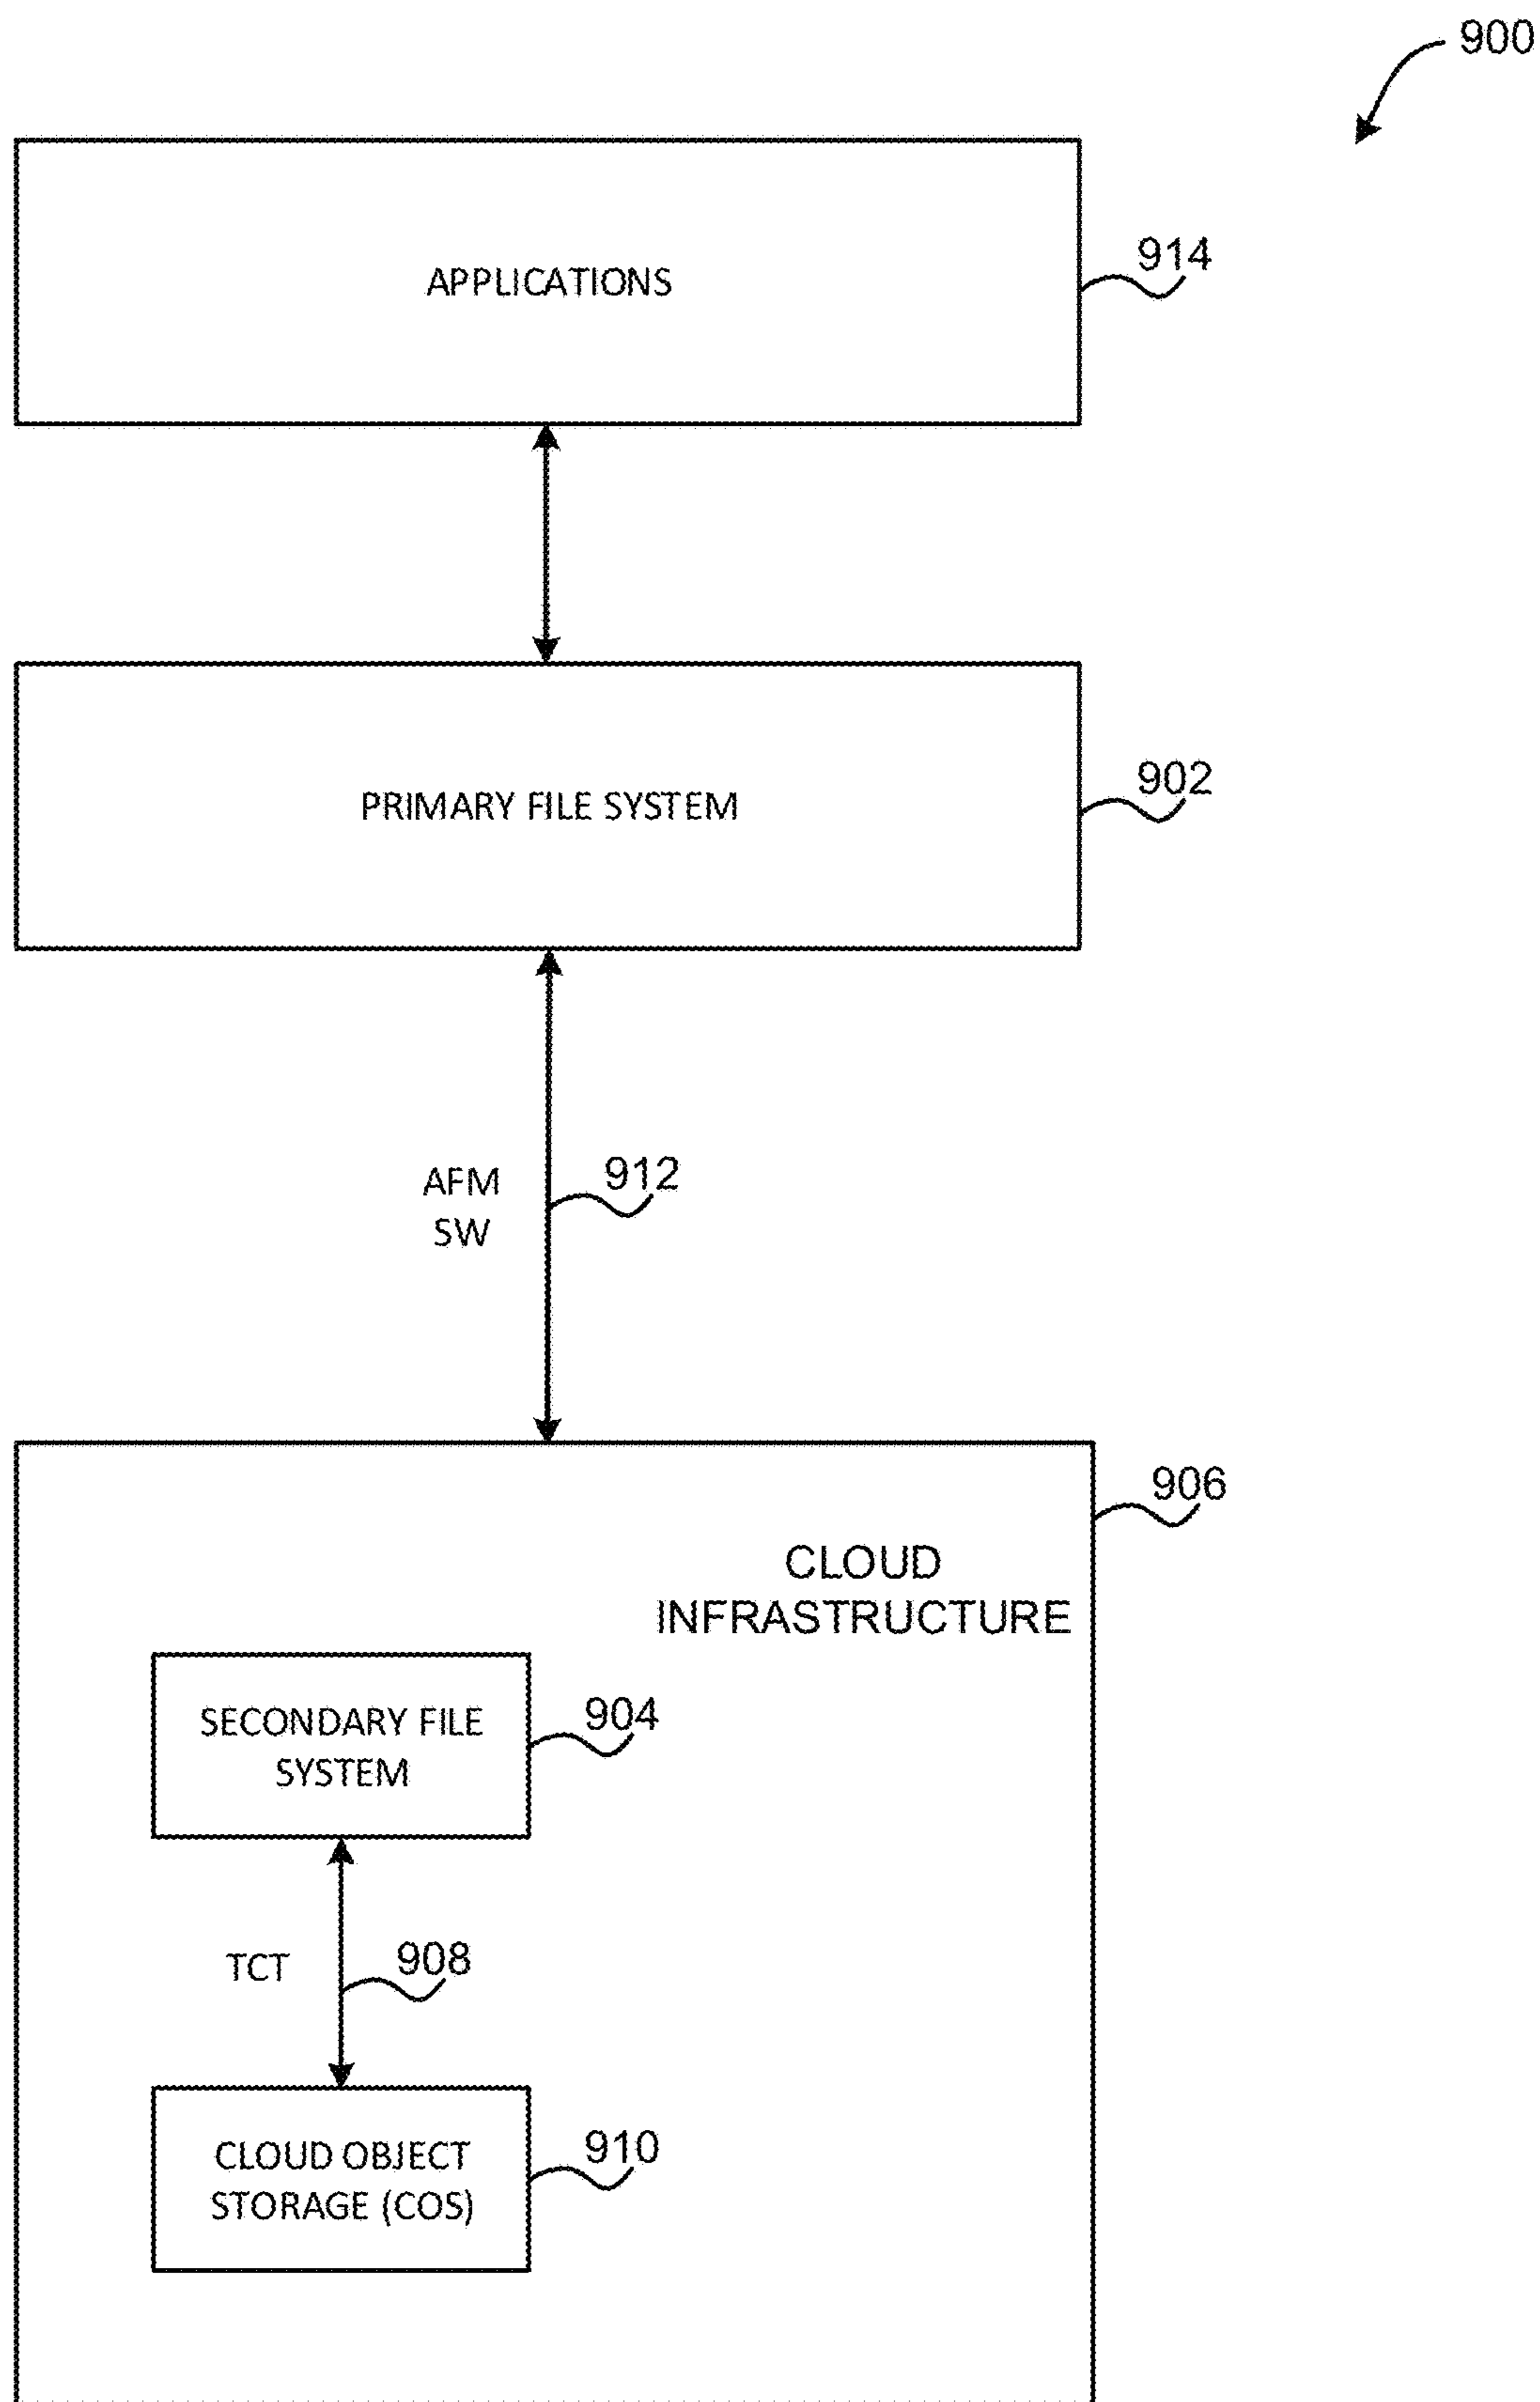 900
APPLICATIONS
914
PRIMARY FILE SYSTEM
902
AFM
SW
912
906
CLOUD
INFRASTRUCTURE
SECONDARY FILE
SYSTEM
904
TCT
908
CLOUD OBJECT
STORAGE (COS)
910